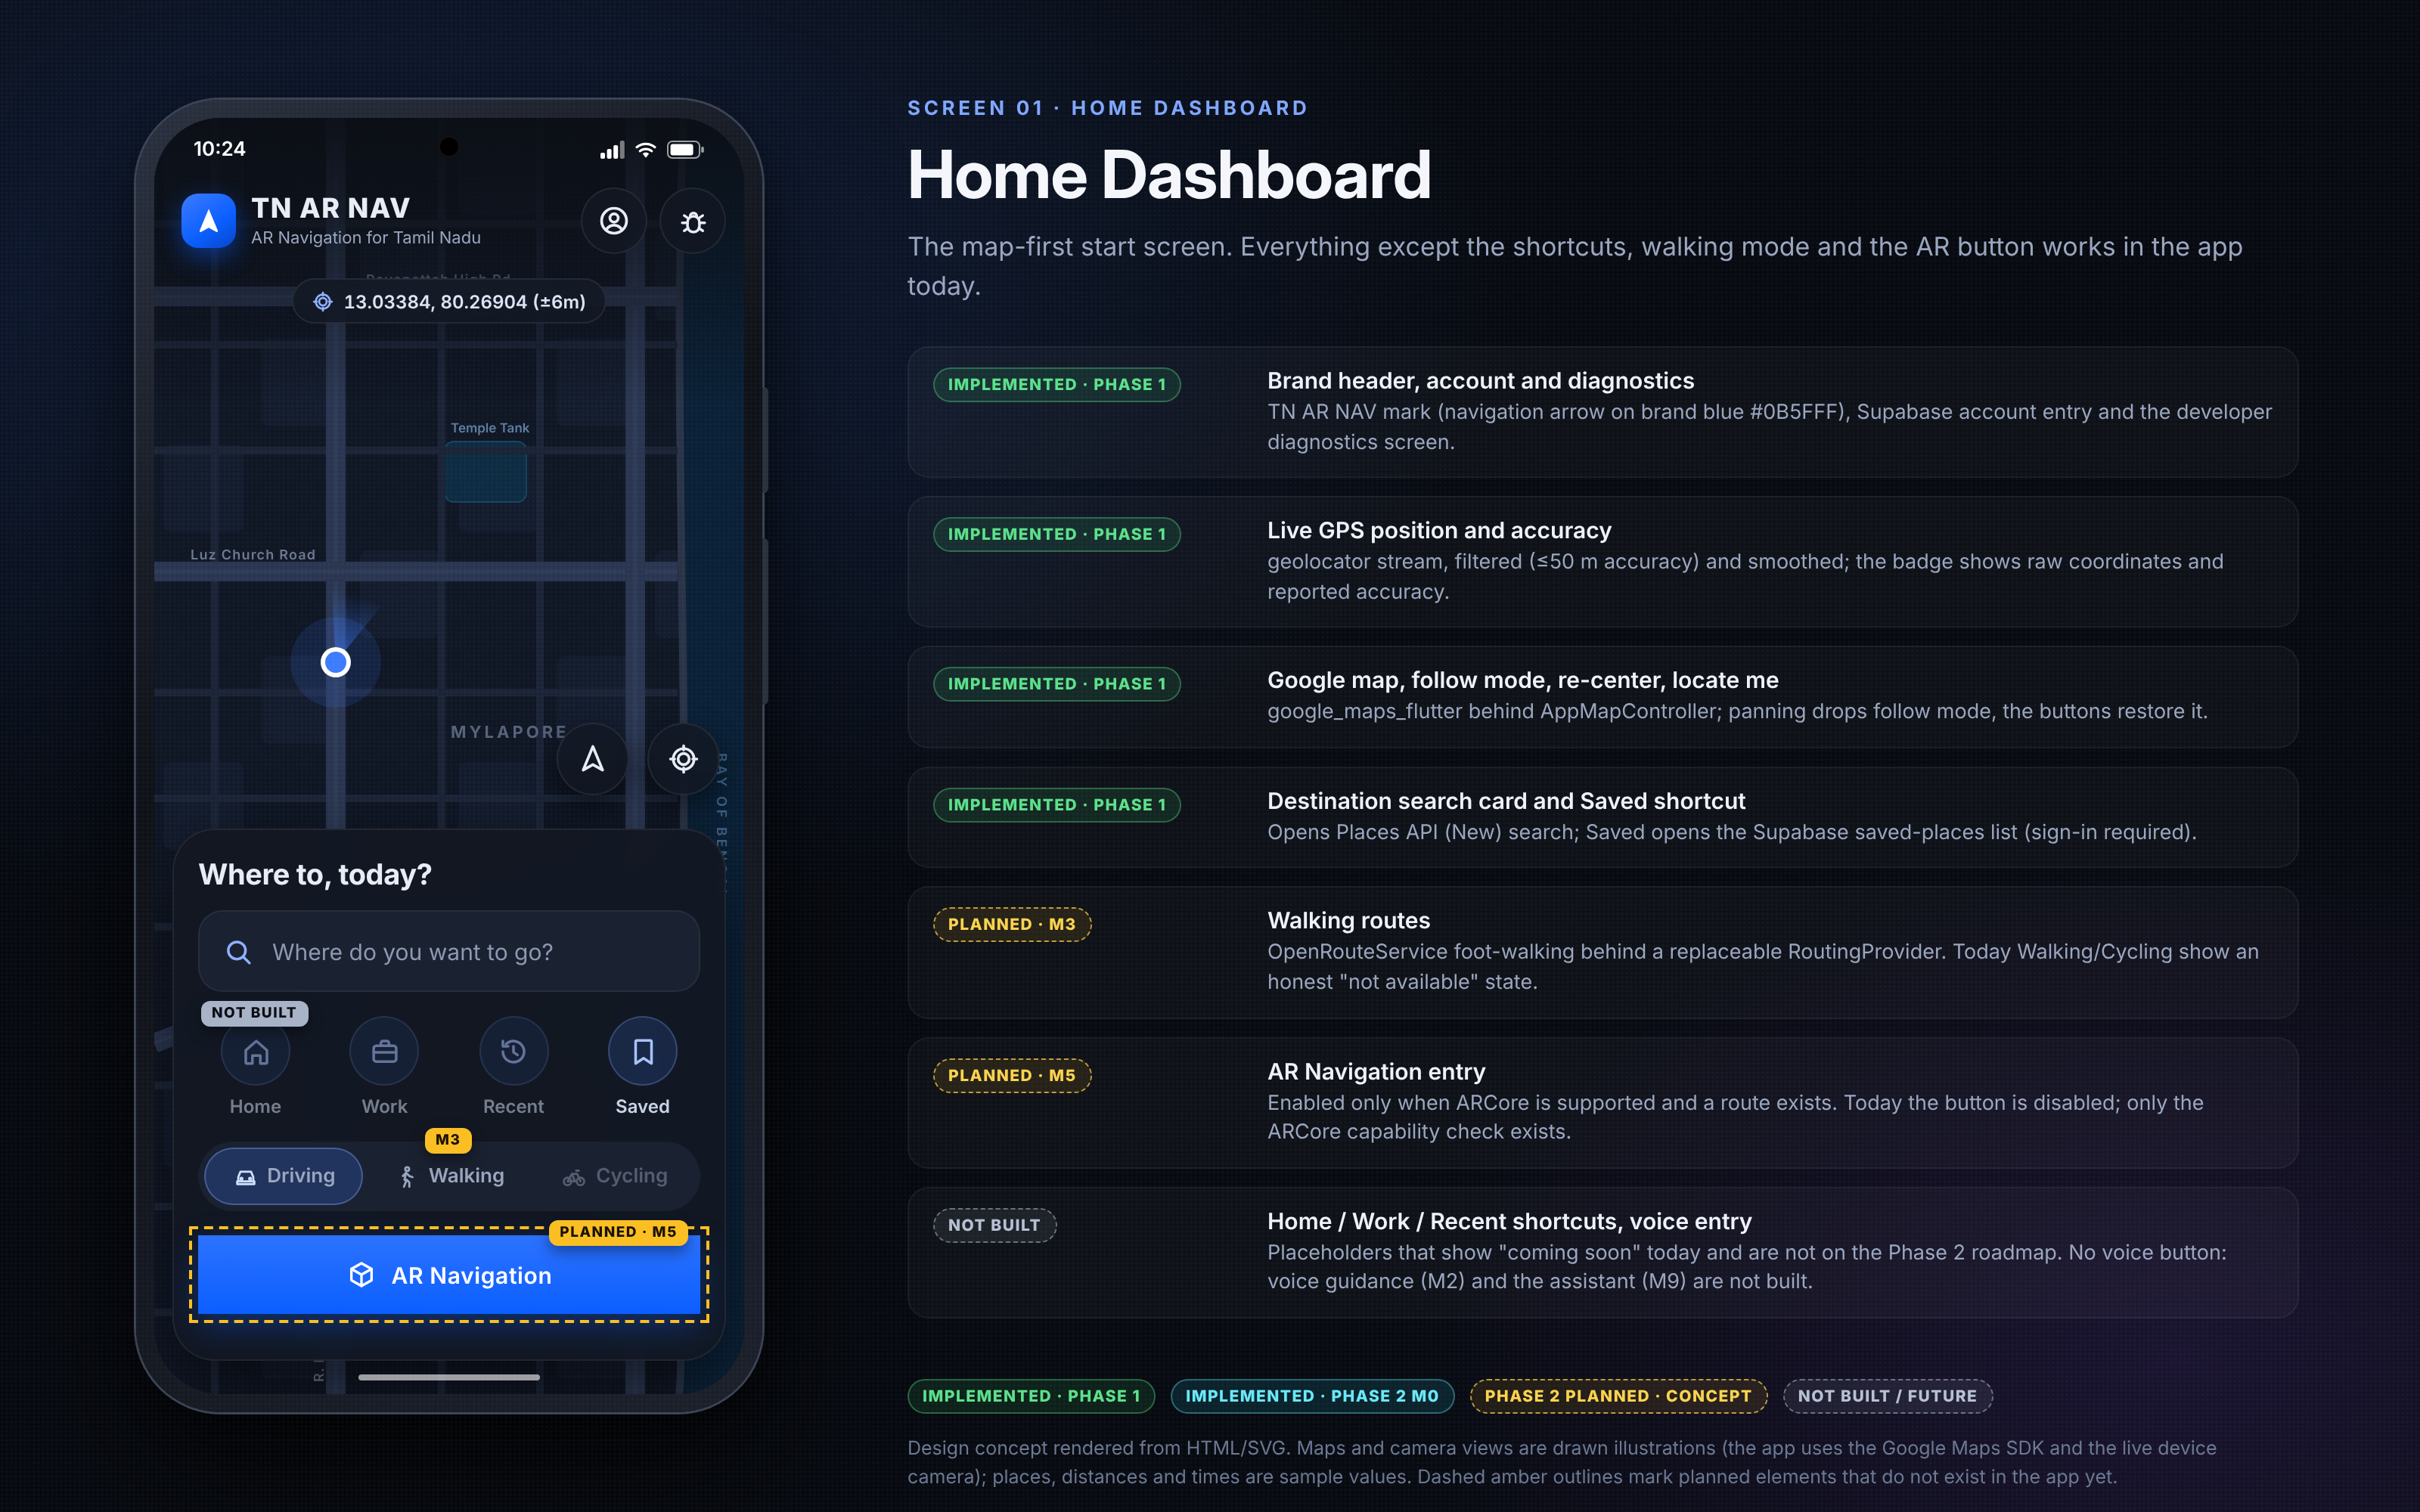 10:24
TN AR NAV
AR Navigation for Tamil Nadu
13.03384, 80.26904 (±6m)
Temple Tank
Luz Church Road
MYLAPORE
BAY OF
Where to, today?
Where do you want to go?
NOT BUILT
Home
Work
Recent
Saved
M3
Driving
Walking
Cycling
PLANNED · M5
AR Navigation
SCREEN 01 · HOME DASHBOARD
Home Dashboard
The map-first start screen. Everything except the shortcuts, walking mode and the AR button works in the app
today.
IMPLEMENTED · PHASE 1
Brand header, account and diagnostics
TN AR NAV mark (navigation arrow on brand blue #0B5FFF), Supabase account entry and the developer
diagnostics screen.
IMPLEMENTED · PHASE 1
Live GPS position and accuracy
geolocator stream, filtered (≤50 m accuracy) and smoothed; the badge shows raw coordinates and
reported accuracy.
IMPLEMENTED · PHASE 1
Google map, follow mode, re-center, locate me
google_maps_flutter behind AppMapController; panning drops follow mode, the buttons restore it.
IMPLEMENTED · PHASE 1
Destination search card and Saved shortcut
Opens Places API (New) search; Saved opens the Supabase saved-places list (sign-in required).
PLANNED · M3
Walking routes
OpenRouteService foot-walking behind a replaceable RoutingProvider. Today Walking/Cycling show an
honest "not available" state.
PLANNED · M5
AR Navigation entry
Enabled only when ARCore is supported and a route exists. Today the button is disabled; only the
ARCore capability check exists.
NOT BUILT
Home / Work / Recent shortcuts, voice entry
Placeholders that show "coming soon" today and are not on the Phase 2 roadmap. No voice button:
voice guidance (M2) and the assistant (M9) are not built.
IMPLEMENTED · PHASE 1
IMPLEMENTED · PHASE 2 M0
PHASE 2 PLANNED · CONCEPT
NOT BUILT / FUTURE
Design concept rendered from HTML/SVG. Maps and camera views are drawn illustrations (the app uses the Google Maps SDK and the live device
camera); places, distances and times are sample values. Dashed amber outlines mark planned elements that do not exist in the app yet.